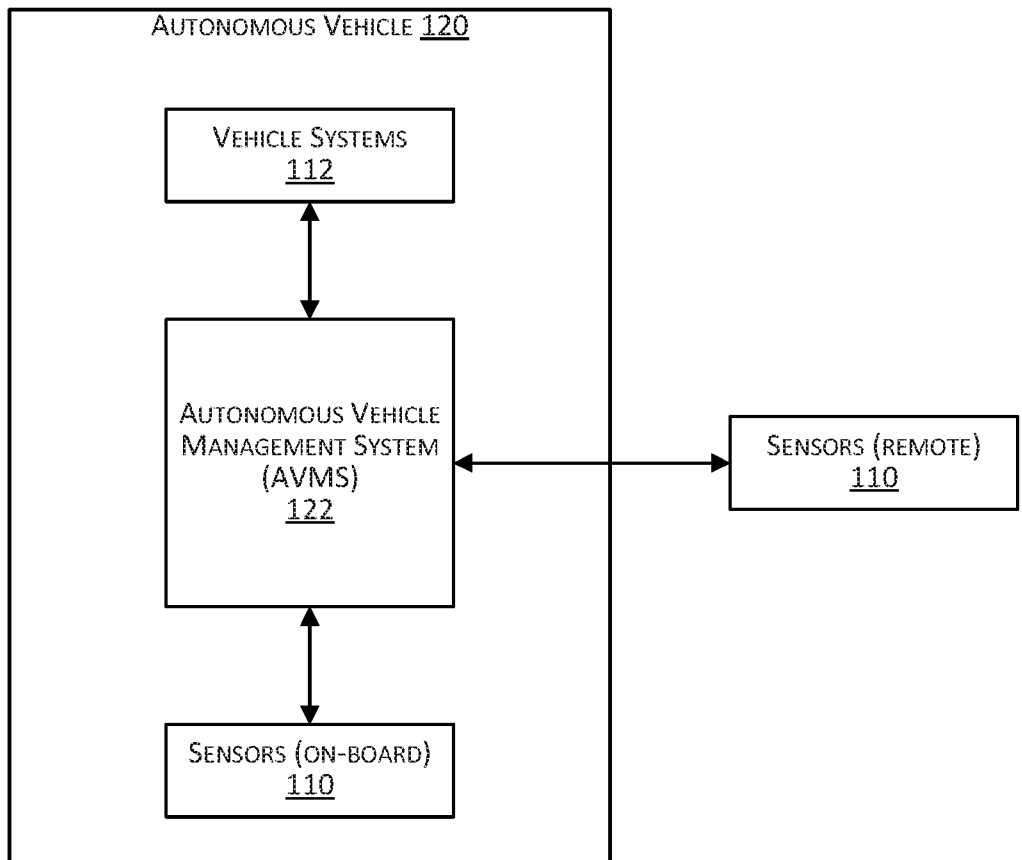 AUTONOMOUS VEHICLE 120
VEHICLE SYSTEMS
112
AUTONOMOUS VEHICLE
MANAGEMENT SYSTEM
(AVMS)
122
SENSORS (REMOTE)
110
SENSORS (ON-BOARD)
110